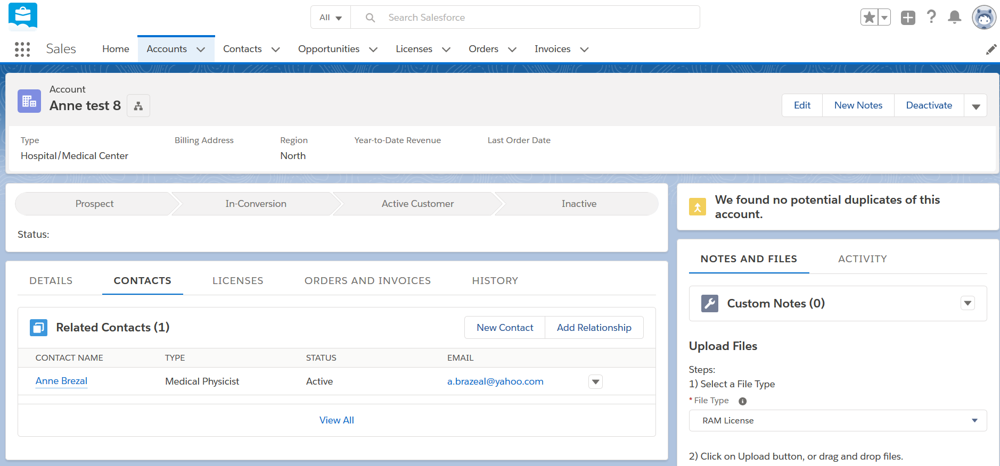 All
Search Salesforce
Sales
Home
Accounts
Contacts
Opportunities
Licenses
Orders
Invoices
Account
Anne test 8
Edit
New Notes
Deactivate
Type
Billing Address
Region
Year-to-Date Revenue
Last Order Date
Hospital/Medical Center
North
Prospect
In-Conversion
Active Customer
Inactive
Status:
We found no potential duplicates of this
account.
DETAILS
CONTACTS
LICENSES
ORDERS AND INVOICES
HISTORY
Related Contacts (1)
New Contact
Add Relationship
CONTACT NAME
TYPE
STATUS
EMAIL
Anne Brezal
Medical Physicist
Active
a.brazeal@yahoo.com
View All
NOTES AND FILES
ACTIVITY
Custom Notes (0)
Upload Files
Steps:
1) Select a File Type
* File Type
RAM License
2) Click on Upload button, or drag and drop files.